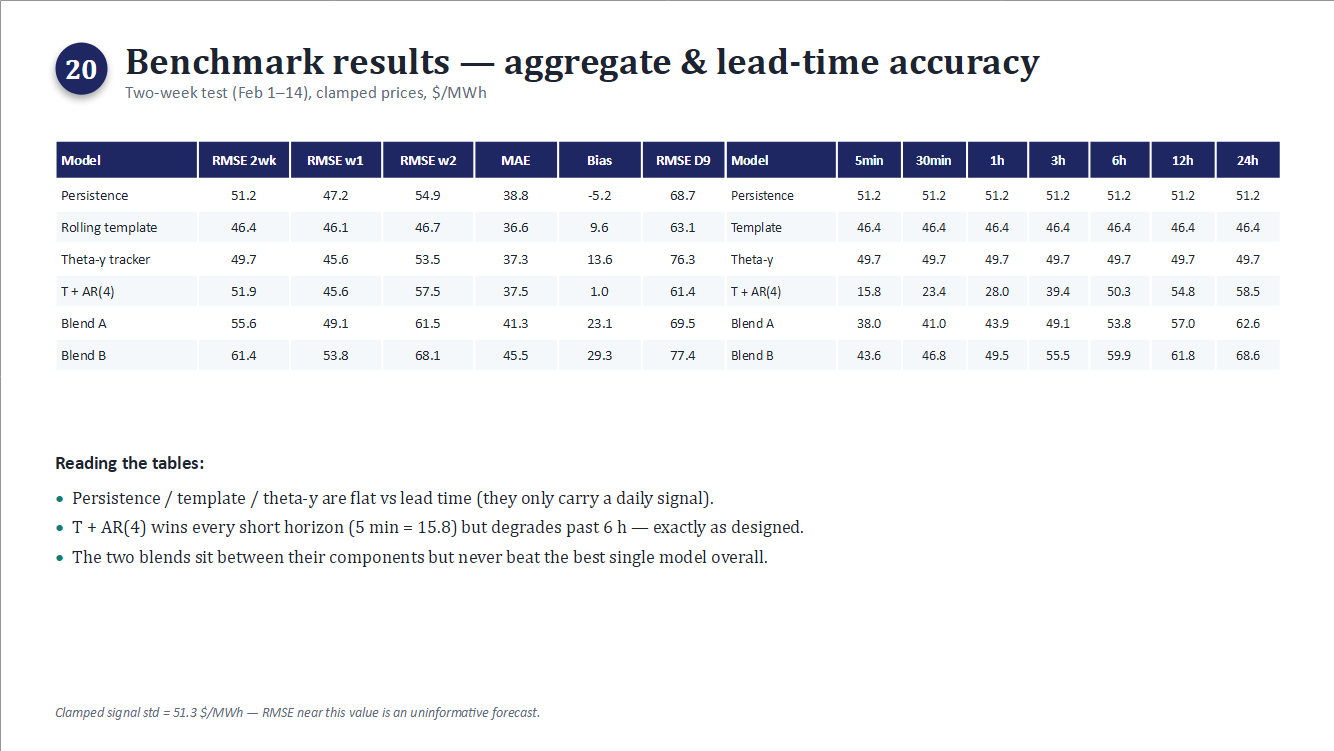 20
Benchmark results — aggregate & lead-time accuracy
Two-week test (Feb 1–14), clamped prices, $/MWh
Model RMSE 2wk RMSE w1 RMSE w2 MAE Bias RMSE D9 Model 5min 30min 1h 3h 6h 12h 24h
Persistence 51.2 47.2 54.9 38.8 -5.2 68.7 Persistence 51.2 51.2 51.2 51.2 51.2 51.2 51.2
Rolling template 46.4 46.1 46.7 36.6 9.6 63.1 Template 46.4 46.4 46.4 46.4 46.4 46.4 46.4
Theta-y tracker 49.7 45.6 53.5 37.3 13.6 76.3 Theta-y 49.7 49.7 49.7 49.7 49.7 49.7 49.7
T + AR(4) 51.9 45.6 57.5 37.5 1.0 61.4 T + AR(4) 15.8 23.4 28.0 39.4 50.3 54.8 58.5
Blend A 55.6 49.1 61.5 41.3 23.1 69.5 Blend A 38.0 41.0 43.9 49.1 53.8 57.0 62.6
Blend B 61.4 53.8 68.1 45.5 29.3 77.4 Blend B 43.6 46.8 49.5 55.5 59.9 61.8 68.6
Reading the tables:
• Persistence / template / theta-y are flat vs lead time (they only carry a daily signal).
• T + AR(4) wins every short horizon (5 min = 15.8) but degrades past 6 h — exactly as designed.
• The two blends sit between their components but never beat the best single model overall.
Clamped signal std = 51.3 $/MWh — RMSE near this value is an uninformative forecast.